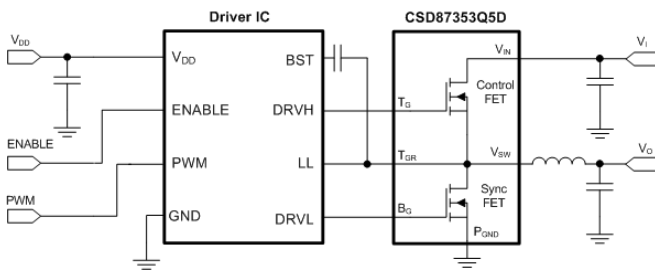 Driver IC
CSD87353Q5D
VDD
VDD
BST
VIN
VI
Control
FET
ENABLE
DRVH
TG
ENABLE
PWM
LL
TGR
VSW
VO
PWM
Sync
FET
GND
DRVL
BG
PGND